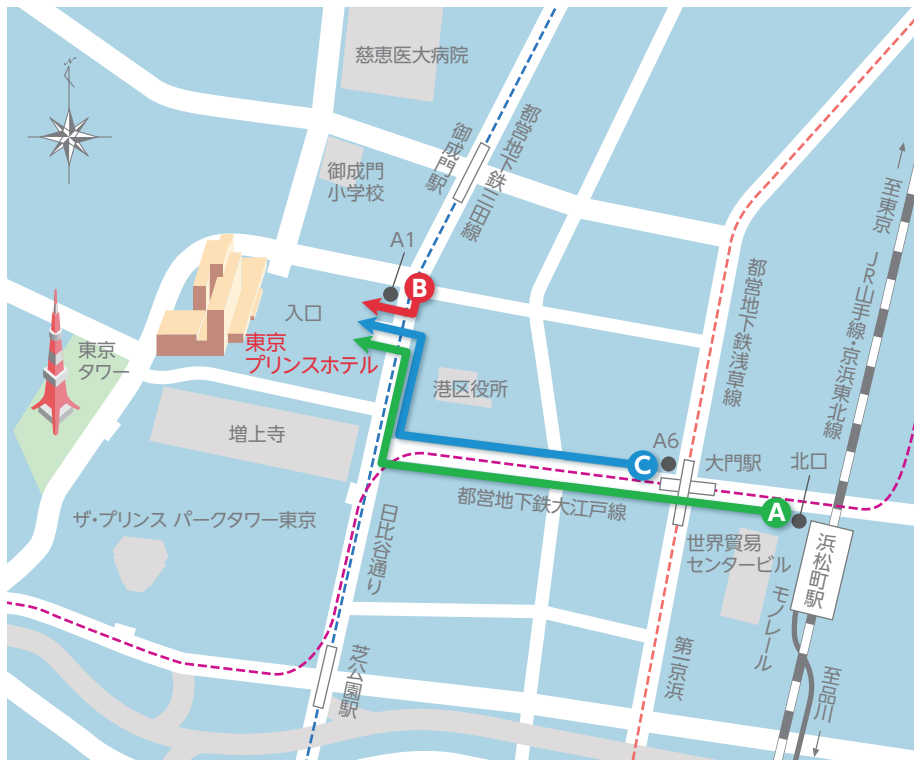 慈恵医大病院
N
御成門駅
都営地下鉄三田線
御成門
小学校
至東京
A1
B
JR山手線・京浜東北線
都営地下鉄浅草線
入口
東京
プリンスホテル
東京
タワー
港区役所
増上寺
A6
C
大門駅
北口
都営地下鉄大江戸線
A
ザ・プリンス パークタワー東京
日比谷通り
世界貿易
センタービル
浜松町駅
モノレール
芝公園駅
第一京浜
至品川